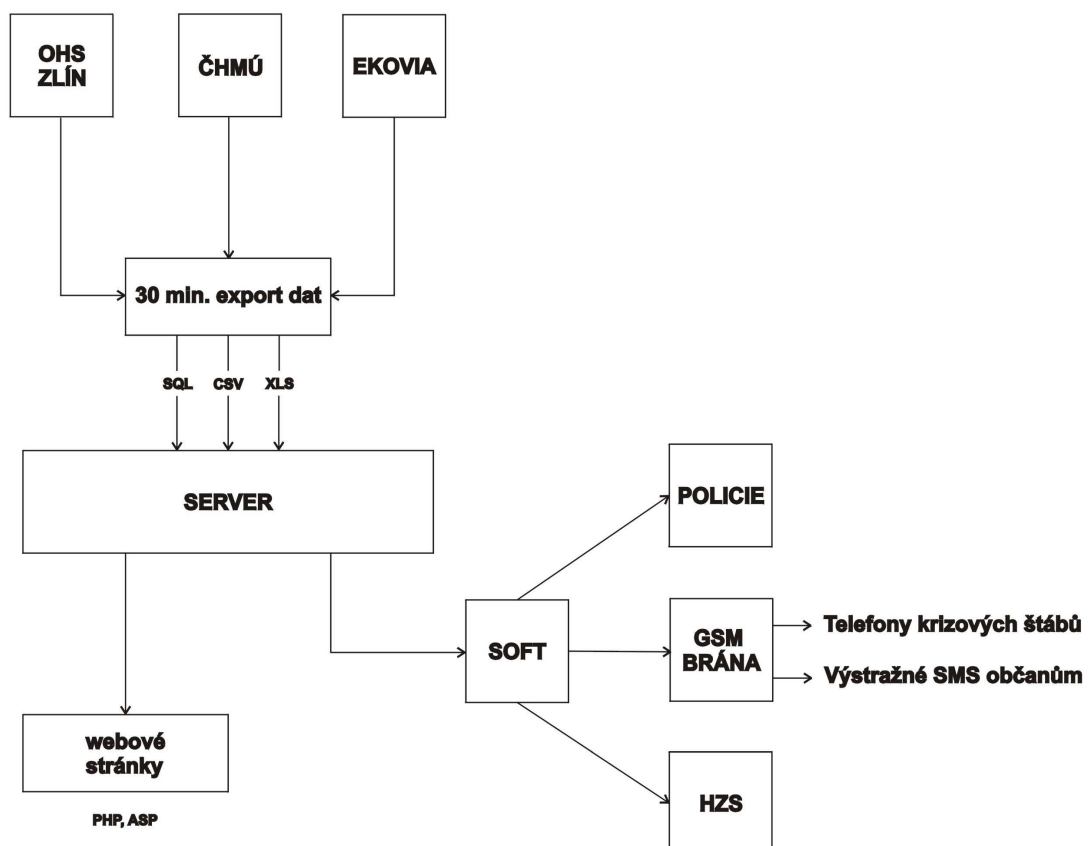 OHS
ZLÍN
ČHMÚ
EKOVIA
30 min. export dat
SQL
CSV
XLS
SERVER
POLICIE
SOFT
GSM
BRÁNA
Telefony krizových štábů
Výstražné SMS občanům
webové
stránky
HZS
PHP, ASP